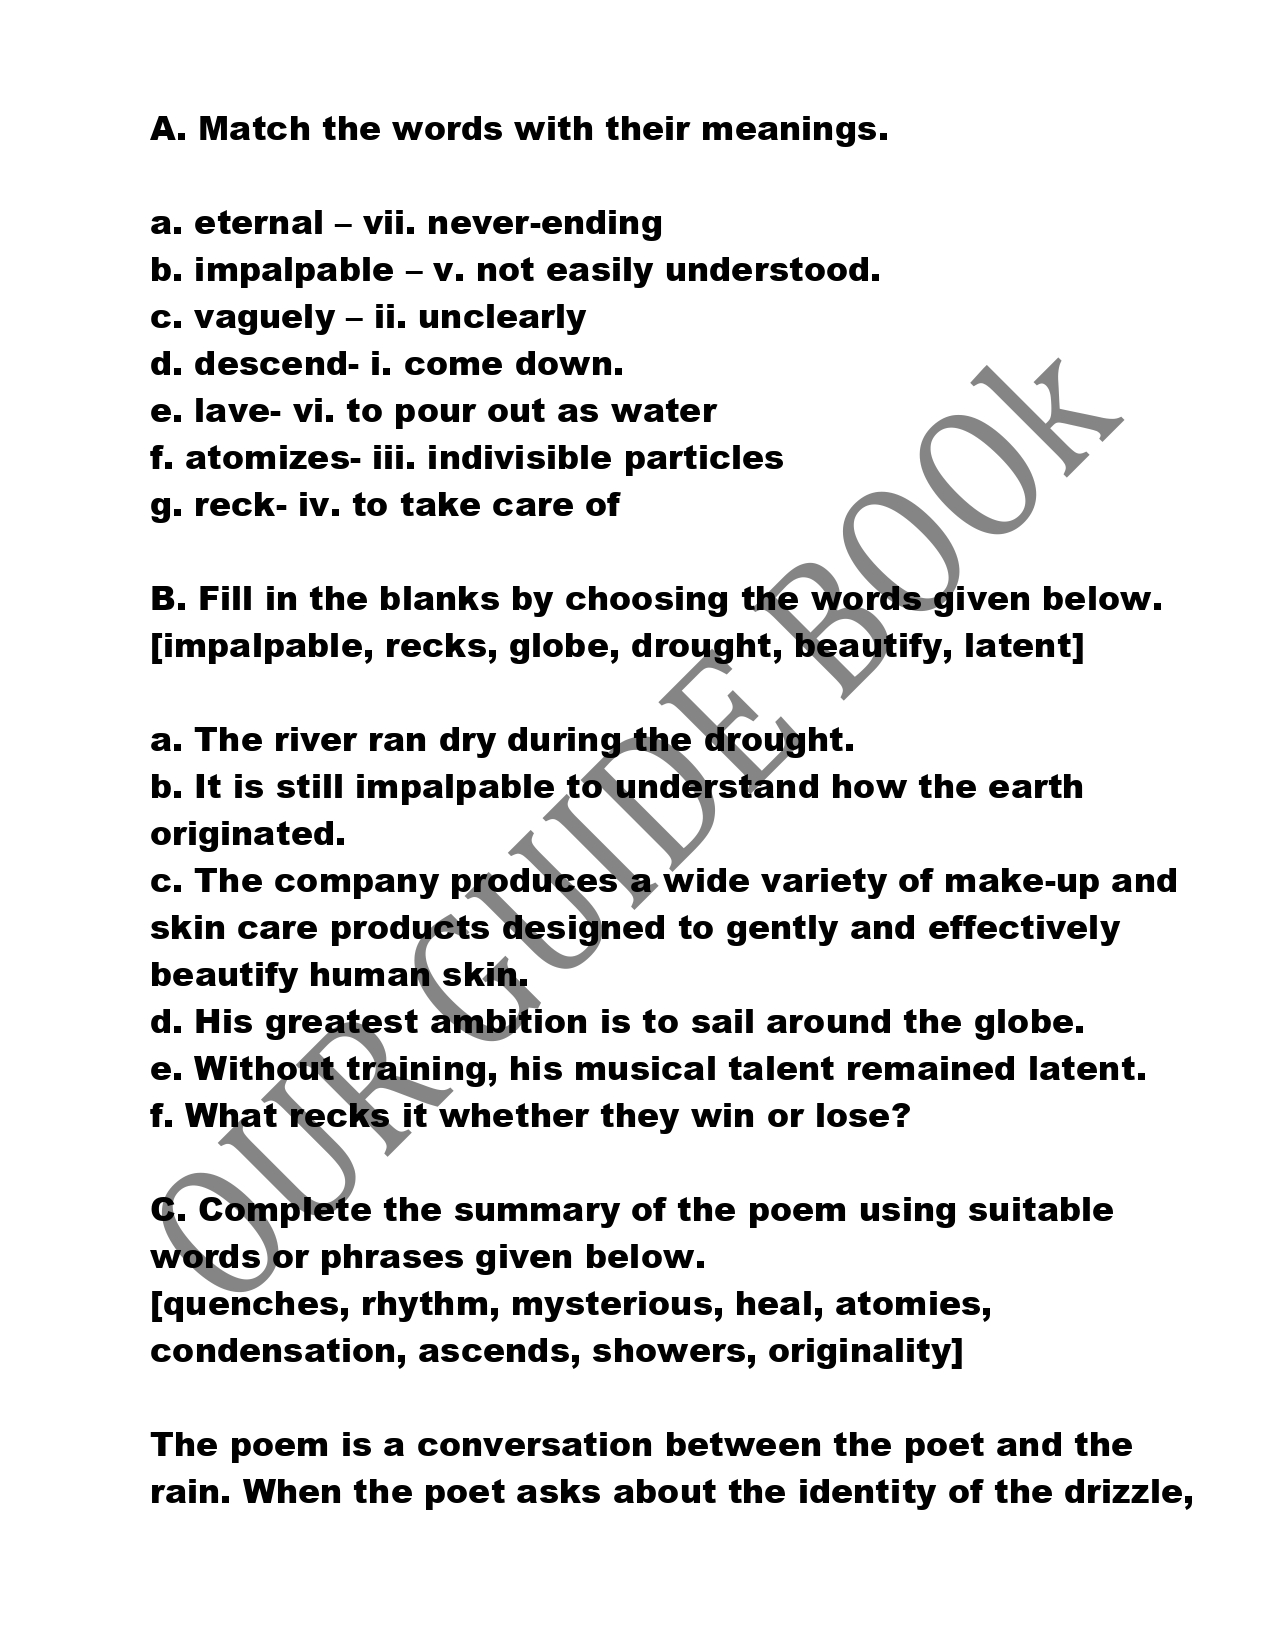 A. Match the words with their meanings.
a. eternal – vii. never-ending
b. impalpable – v. not easily understood.
c. vaguely – ii. unclearly
d. descend- i. come down.
e. lave- vi. to pour out as water
f. atomizes- iii. indivisible particles
g. reck- iv. to take care of
B. Fill in the blanks by choosing the words given below.
[impalpable, recks, globe, drought, beautify, latent]
a. The river ran dry during the drought.
b. It is still impalpable to understand how the earth
originated.
c. The company produces a wide variety of make-up and
skin care products designed to gently and effectively
beautify human skin.
d. His greatest ambition is to sail around the globe.
e. Without training, his musical talent remained latent.
f. What recks it whether they win or lose?
C. Complete the summary of the poem using suitable
words or phrases given below.
[quenches, rhythm, mysterious, heal, atomies,
condensation, ascends, showers, originality]
The poem is a conversation between the poet and the
rain. When the poet asks about the identity of the drizzle,
OUR GUIDE BOOk